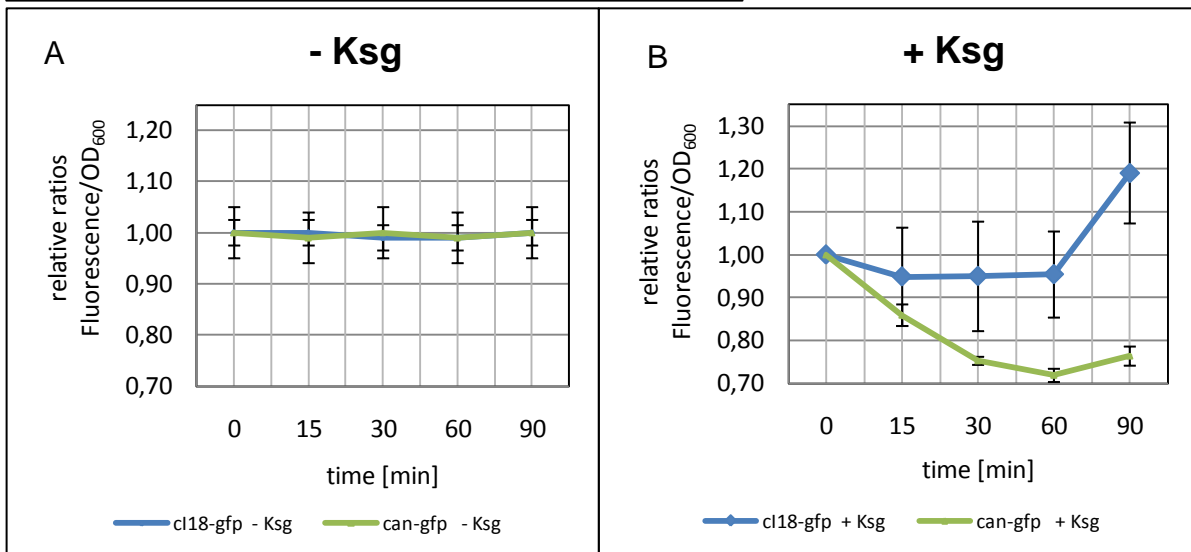 A
- Ksg
relative ratios
Fluorescence/OD600
1,20
1,10
1,00
0,90
0,80
0,70
0
15
30
60
90
time [min]
cI18-gfp - Ksg
can-gfp - Ksg
B
+ Ksg
relative ratios
Fluorescence/OD600
1,30
1,20
1,10
1,00
0,90
0,80
0,70
0
15
30
60
90
time [min]
cI18-gfp + Ksg
can-gfp + Ksg